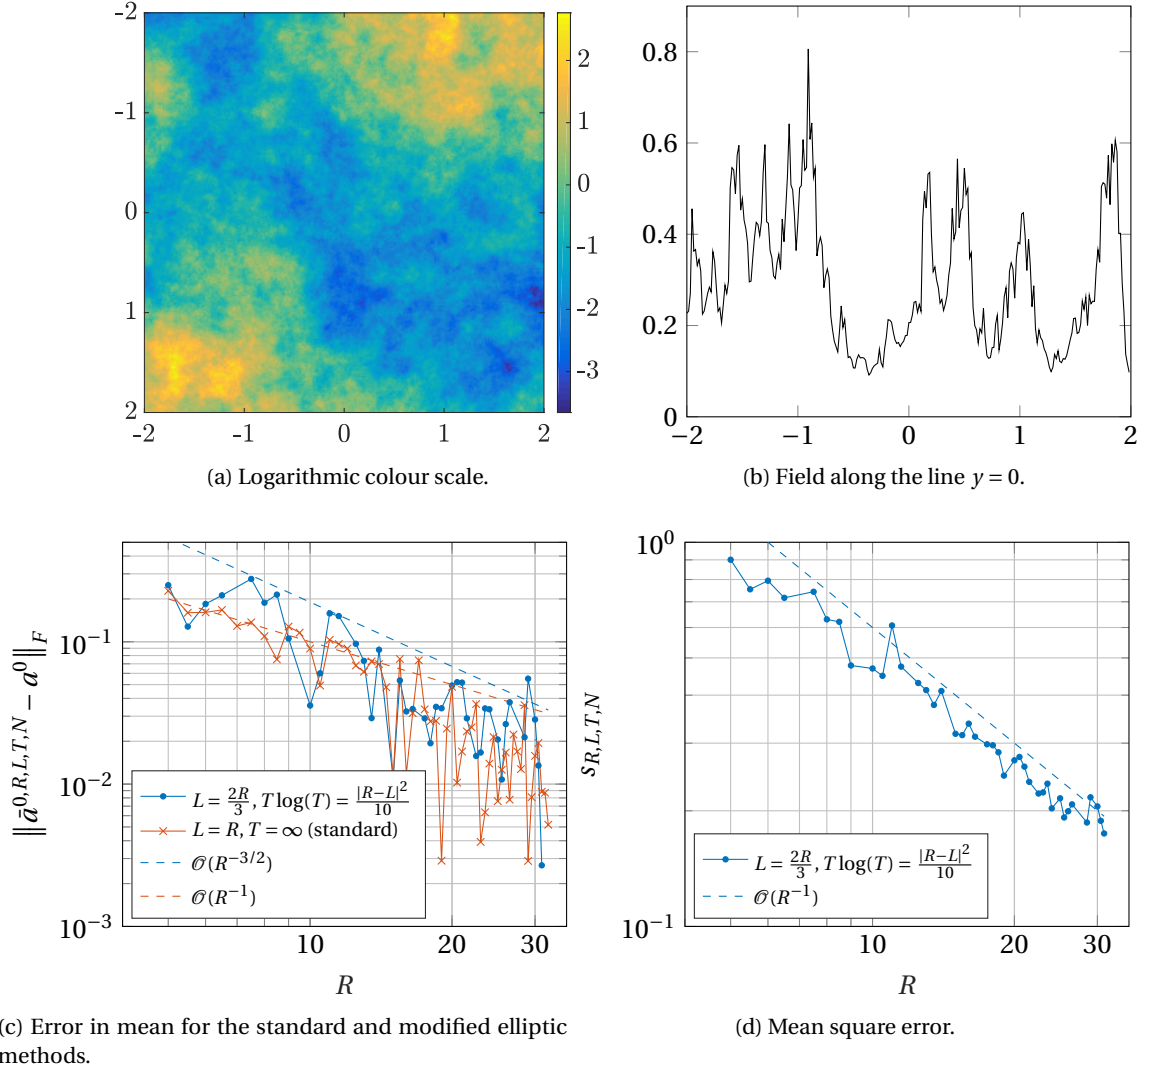 -2
-1
0
1
2
-2
-1
0
1
2
2
1
0
-1
-2
-3
(a) Logarithmic colour scale.
0.8
0.6
0.4
0.2
0
−2
−1
0
1
2
(b) Field along the line y = 0.
10⁻¹
10⁻²
10⁻³
‖ā^{0,R,L,T,N} − a⁰‖_F
L = 2R/3, T log(T) = |R−L|²/10
L = R, T = ∞ (standard)
𝒪(R^{−3/2})
𝒪(R^{−1})
10
20
30
R
(c) Error in mean for the standard and modified elliptic
methods.
10⁰
10⁻¹
s_{R,L,T,N}
L = 2R/3, T log(T) = |R−L|²/10
𝒪(R^{−1})
10
20
30
R
(d) Mean square error.